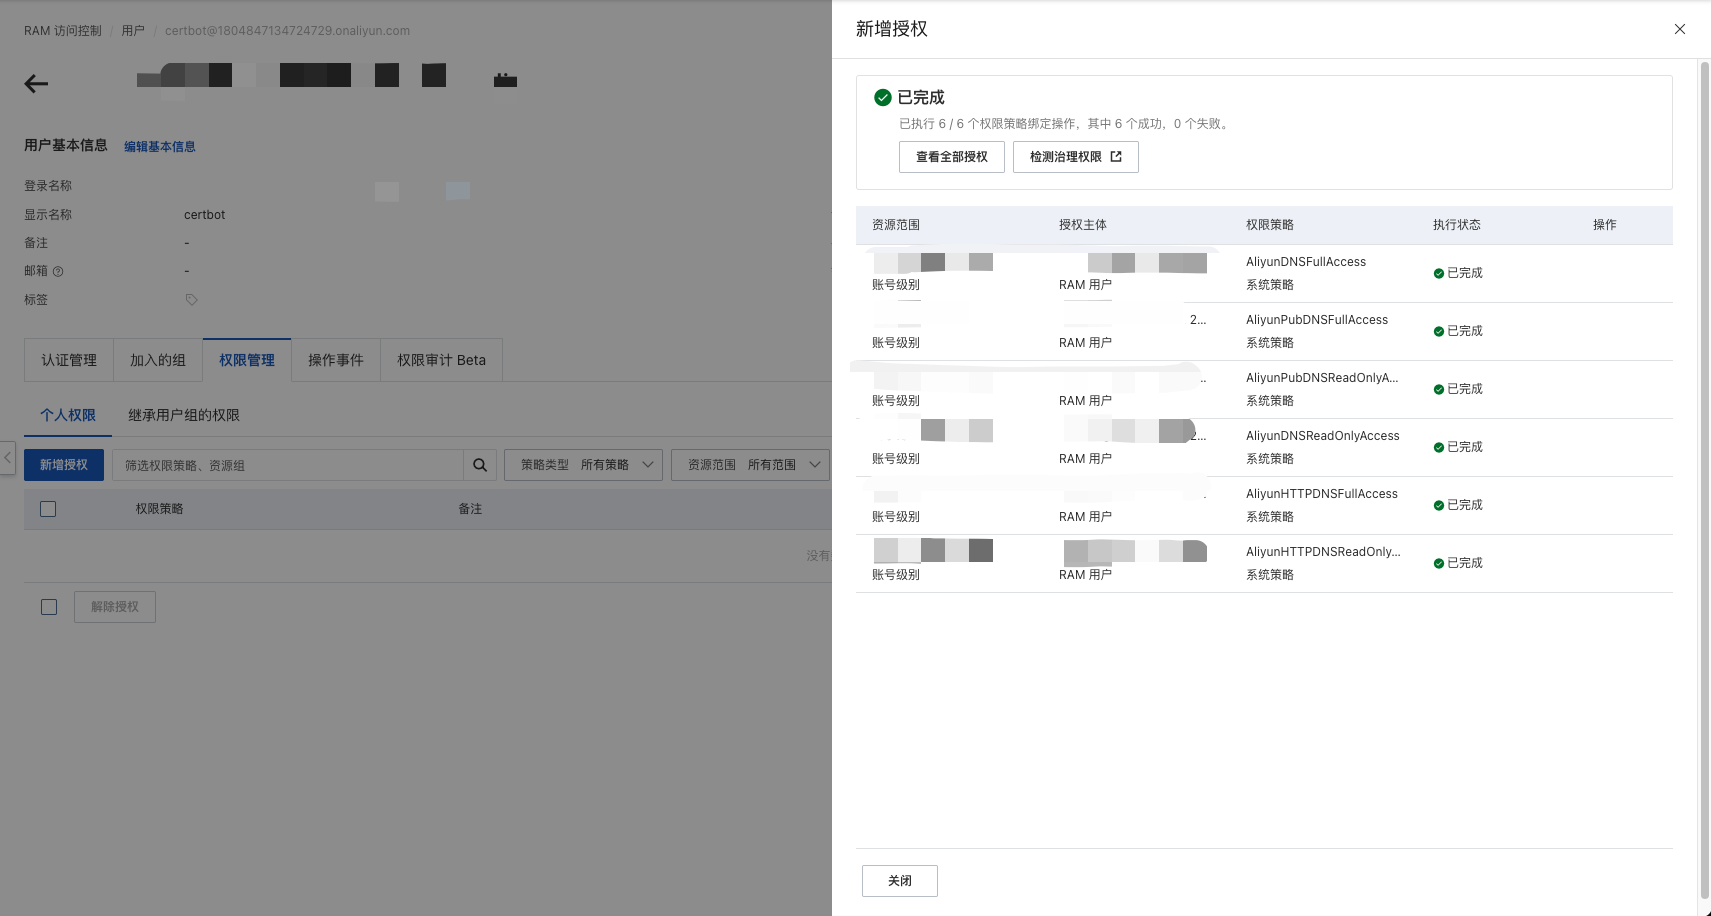 RAM 访问控制 / 用户 / certbot@1804847134724729.onaliyun.com
用户基本信息 编辑基本信息
登录名称
显示名称 certbot
备注 -
邮箱 -
标签
认证管理 加入的组 权限管理 操作事件 权限审计 Beta
个人权限 继承用户组的权限
新增授权 筛选权限策略、资源组 策略类型 所有策略 资源范围 所有范围
权限策略 备注
没有
解除授权
新增授权
已完成
已执行 6 / 6 个权限策略绑定操作，其中 6 个成功，0 个失败。
查看全部授权 检测治理权限
资源范围 授权主体 权限策略 执行状态 操作
AliyunDNSFullAccess
账号级别 RAM 用户 系统策略 已完成
2... AliyunPubDNSFullAccess
账号级别 RAM 用户 系统策略 已完成
AliyunPubDNSReadOnlyA...
账号级别 RAM 用户 系统策略 已完成
2... AliyunDNSReadOnlyAccess
账号级别 RAM 用户 系统策略 已完成
AliyunHTTPDNSFullAccess
账号级别 RAM 用户 系统策略 已完成
AliyunHTTPDNSReadOnly...
账号级别 RAM 用户 系统策略 已完成
关闭